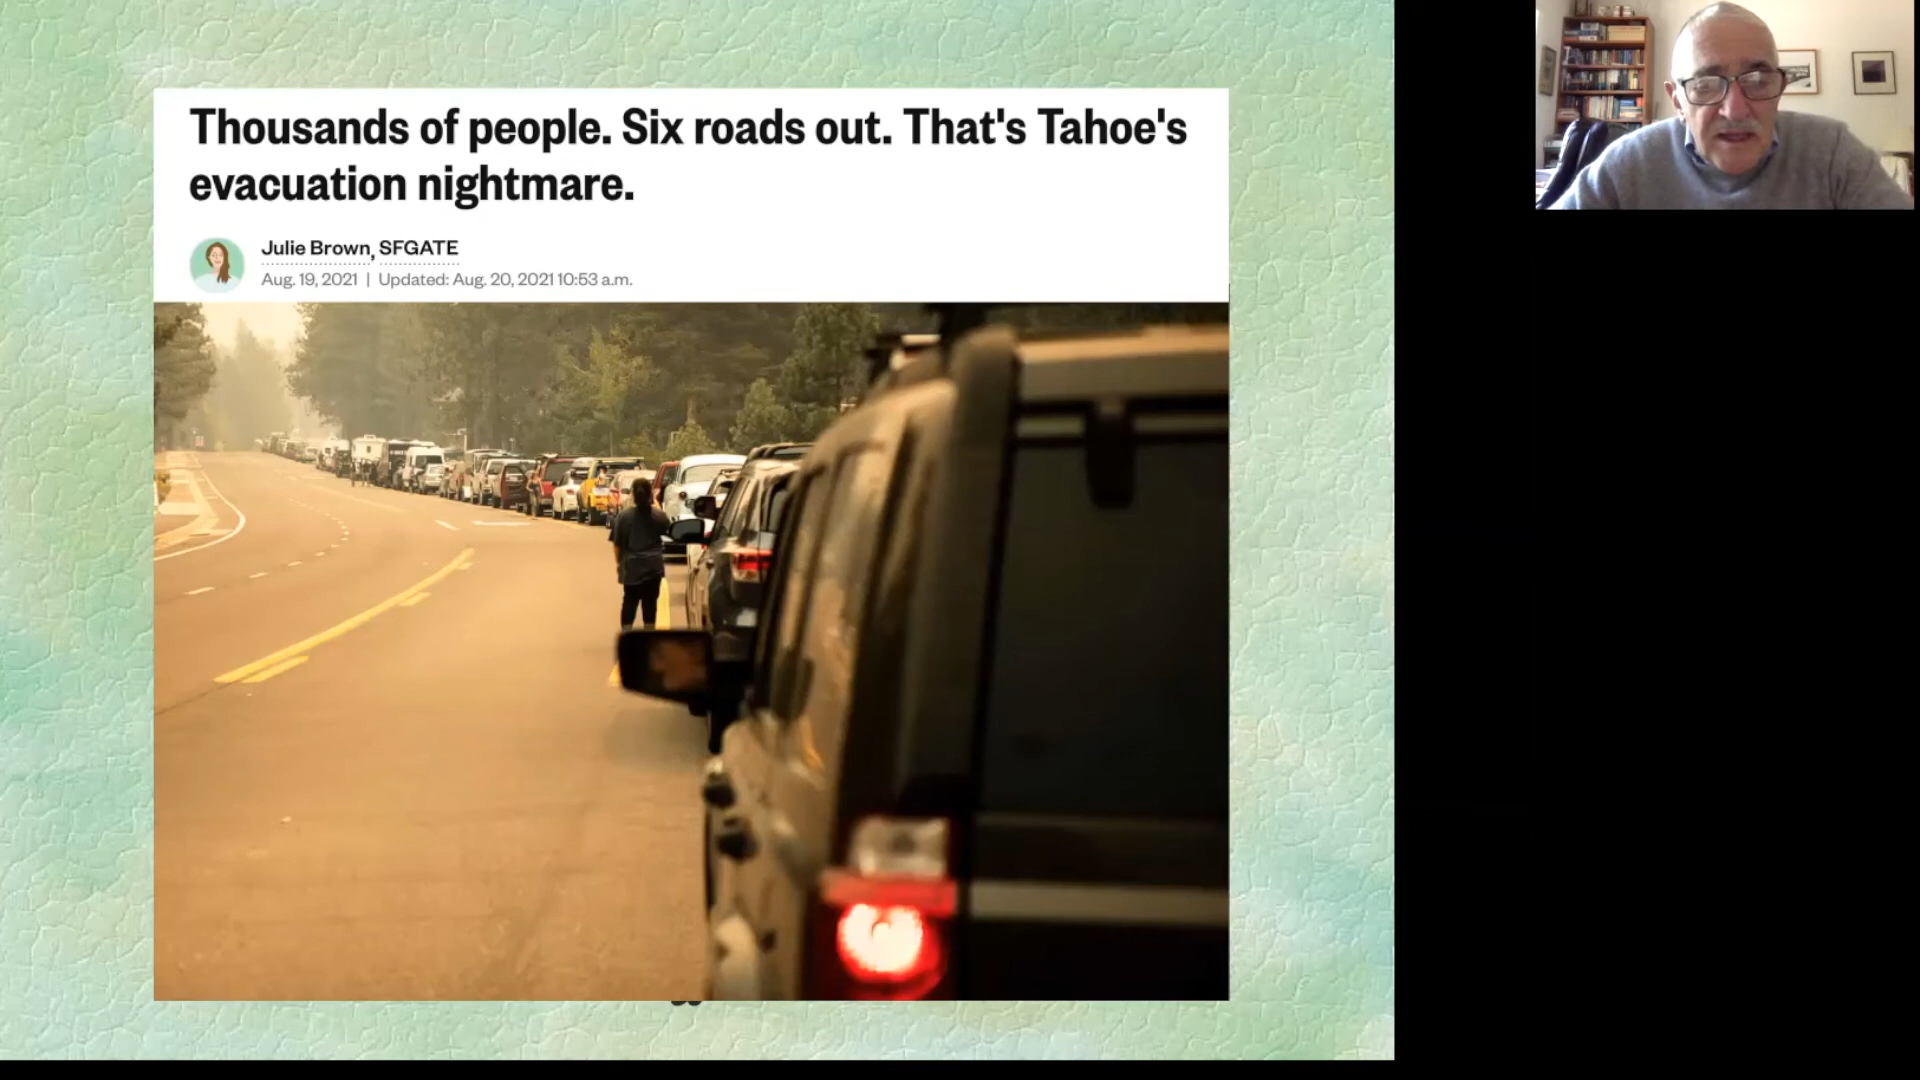 Thousands of people. Six roads out. That's Tahoe's
evacuation nightmare.
Julie Brown, SFGATE
Aug. 19, 2021 | Updated: Aug. 20, 2021 10:53 a.m.